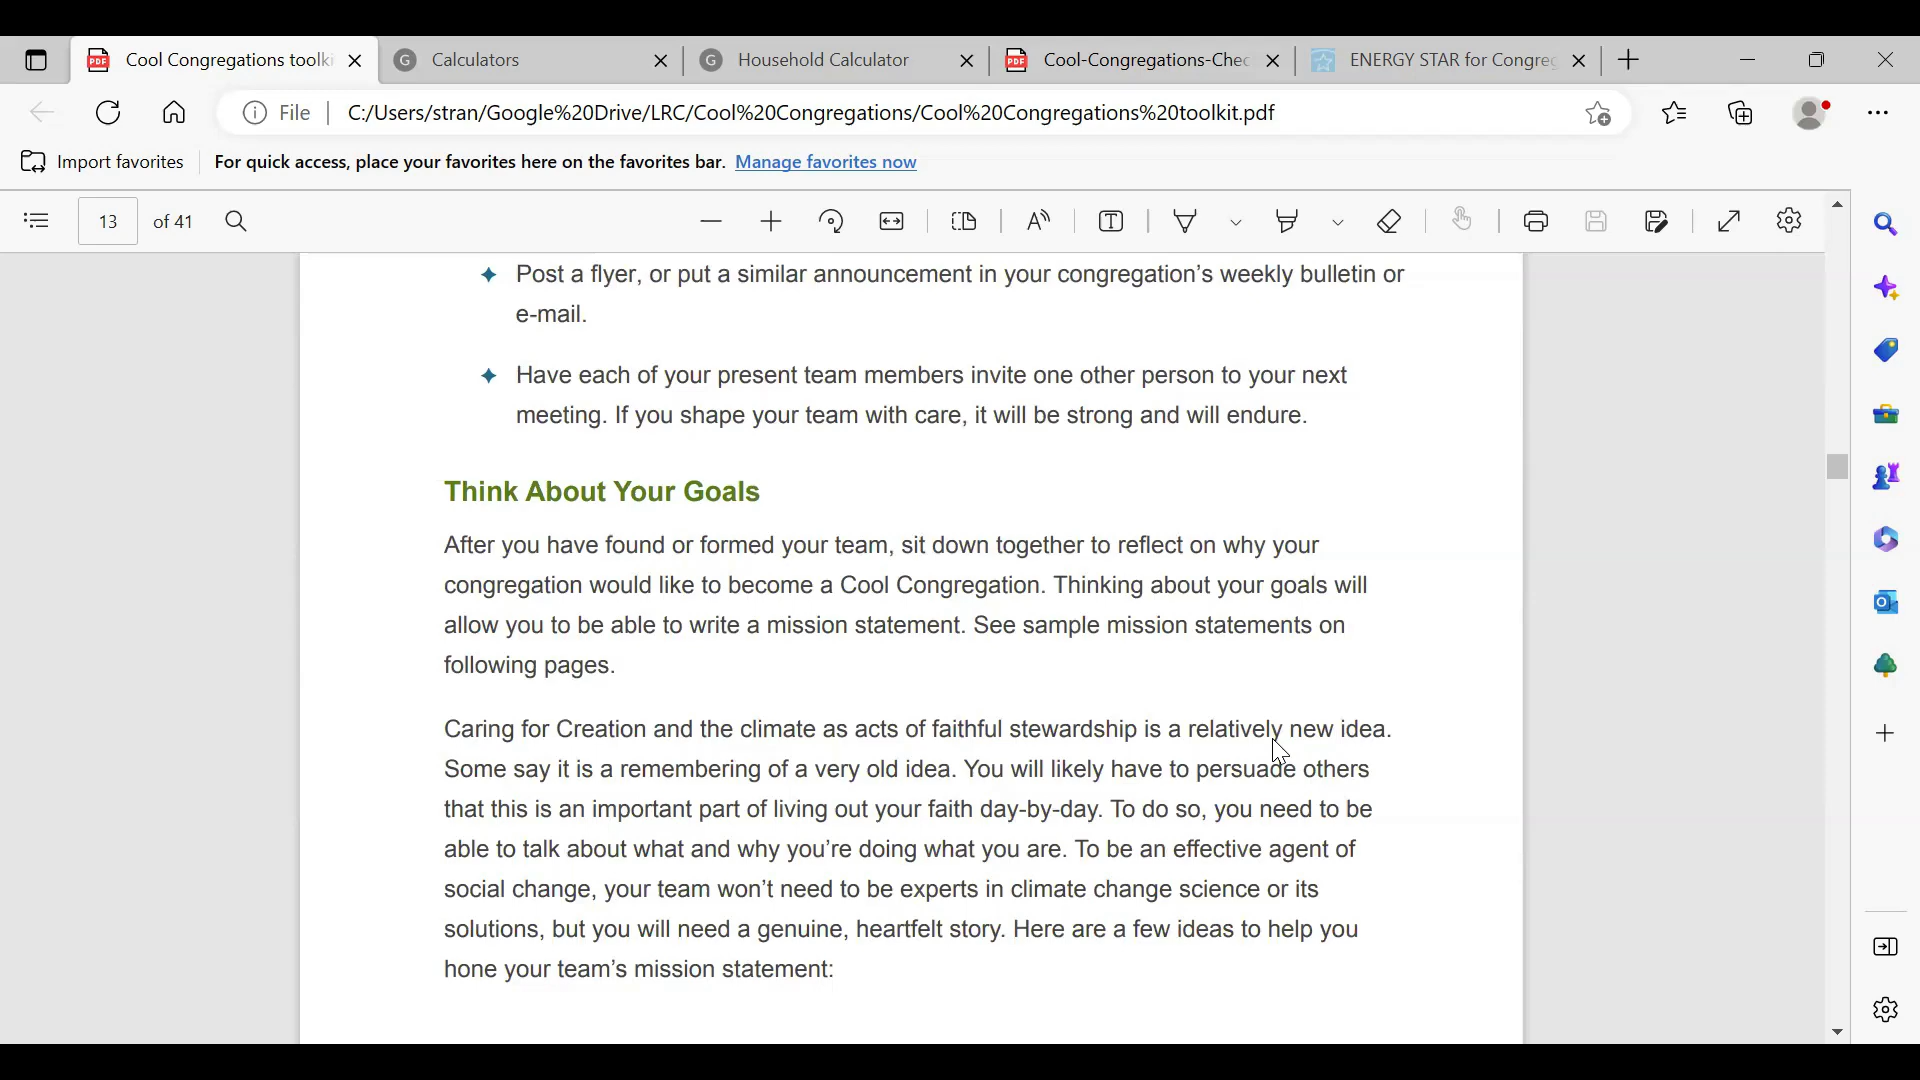 Cool Congregations toolki
Calculators
Household Calculator
Cool-Congregations-Chec
ENERGY STAR for Congreg
File
C:/Users/stran/Google%20Drive/LRC/Cool%20Congregations/Cool%20Congregations%20toolkit.pdf
Import favorites
For quick access, place your favorites here on the favorites bar. Manage favorites now
13 of 41
Post a flyer, or put a similar announcement in your congregation’s weekly bulletin or
e-mail.
Have each of your present team members invite one other person to your next
meeting. If you shape your team with care, it will be strong and will endure.
Think About Your Goals
After you have found or formed your team, sit down together to reflect on why your
congregation would like to become a Cool Congregation. Thinking about your goals will
allow you to be able to write a mission statement. See sample mission statements on
following pages.
Caring for Creation and the climate as acts of faithful stewardship is a relatively new idea.
Some say it is a remembering of a very old idea. You will likely have to persuade others
that this is an important part of living out your faith day-by-day. To do so, you need to be
able to talk about what and why you’re doing what you are. To be an effective agent of
social change, your team won’t need to be experts in climate change science or its
solutions, but you will need a genuine, heartfelt story. Here are a few ideas to help you
hone your team’s mission statement: